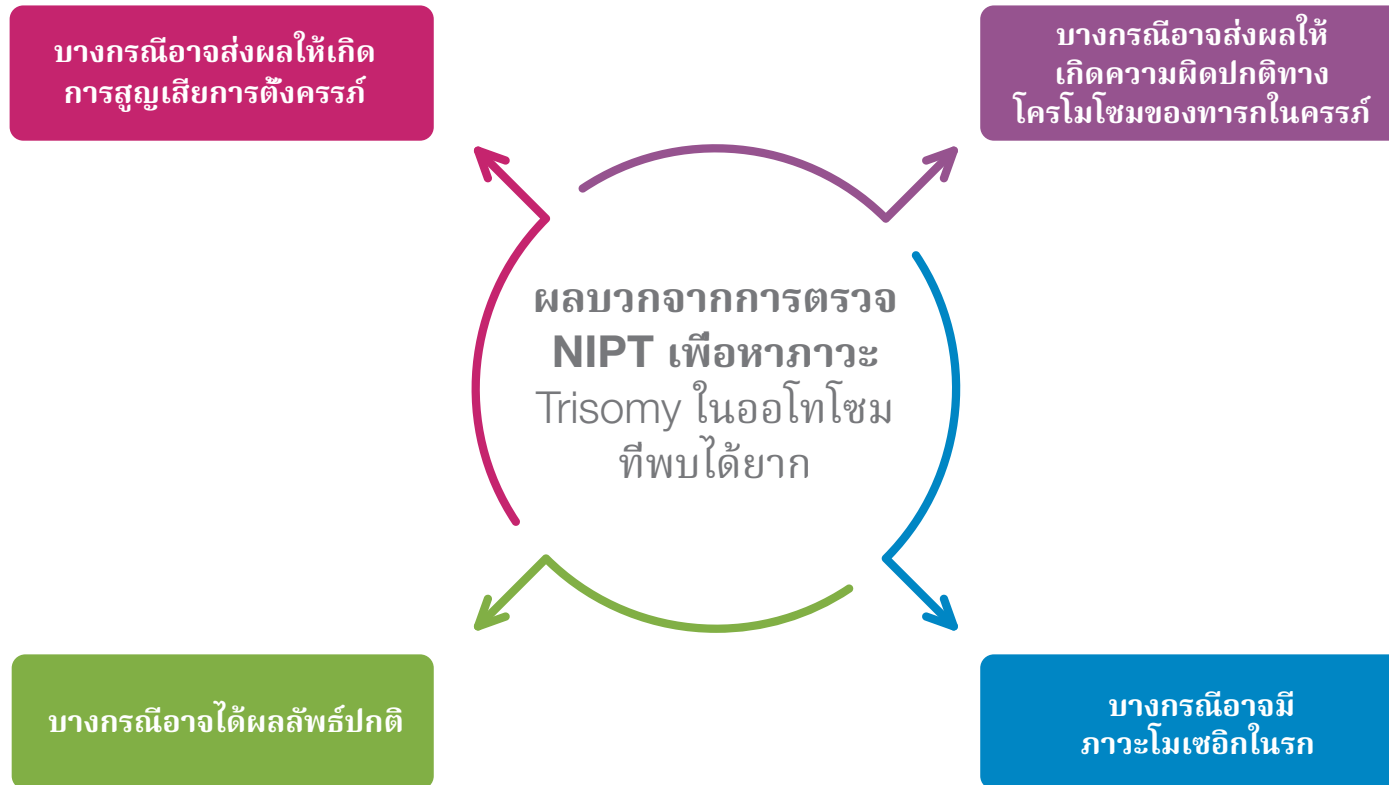 บางกรณีอาจส่งผลให้เกิด
การสูญเสียการตั้งครรภ์
บางกรณีอาจส่งผลให้
เกิดความผิดปกติทาง
โครโมโซมของทารกในครรภ์
ผลบวกจากการตรวจ
NIPT เพื่อหาภาวะ
Trisomy ในออโทโซม
ที่พบได้ยาก
บางกรณีอาจได้ผลลัพธ์ปกติ
บางกรณีอาจมี
ภาวะโมเซอิกในรก